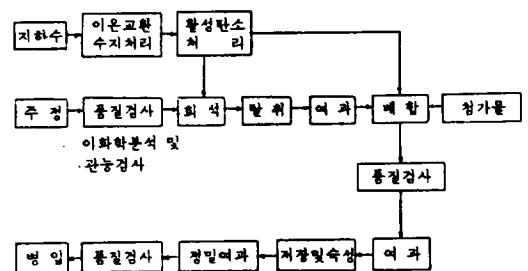 지하수
이온교환
수지처리
활성탄소
처 리
주 정
품질검사
희 석
탈 취
여 과
배 합
첨가물
· 이화학분석 및
· 관능검사
품질검사
병 입
품질검사
정밀여과
저장및숙성
여 과